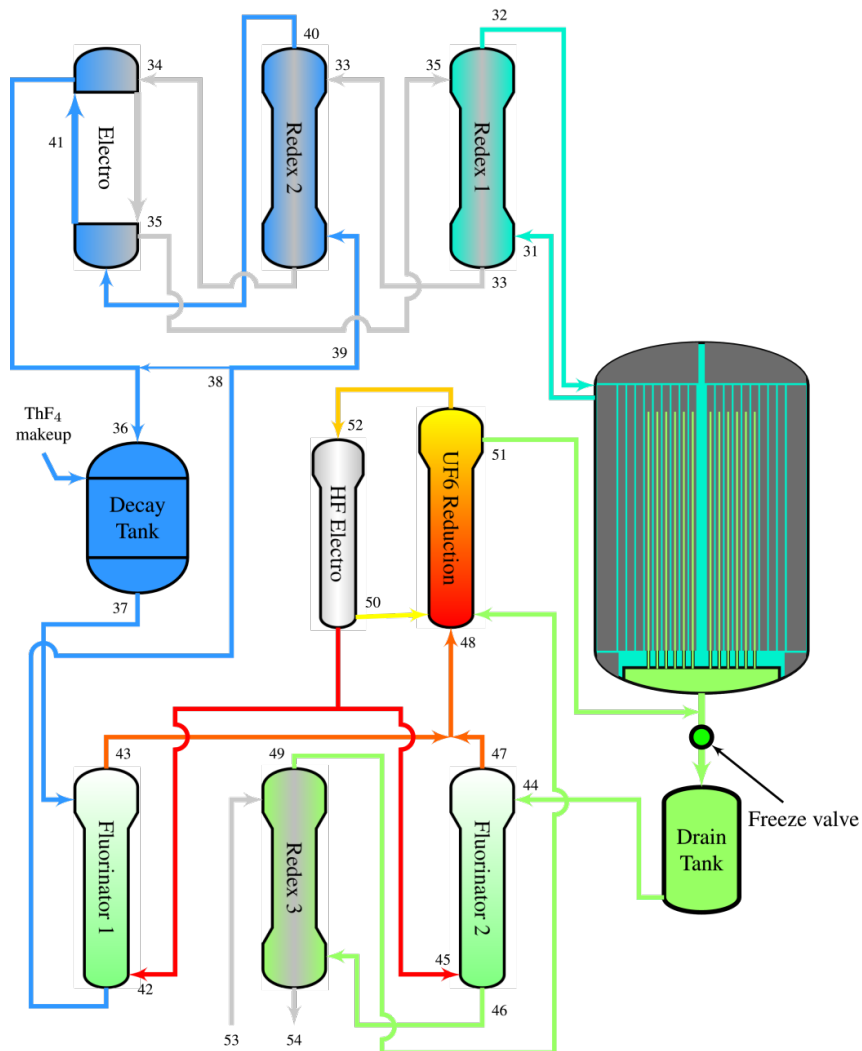 32
40
34
33
35
Electro
Redex 2
Redex 1
41
35
31
33
39
38
ThF4
makeup
36
52
51
HF Electro
UF6 Reduction
Decay
Tank
37
50
48
43
49
47
44
Freeze valve
Fluorinator 1
Redex 3
Fluorinator 2
Drain
Tank
42
45
46
53
54